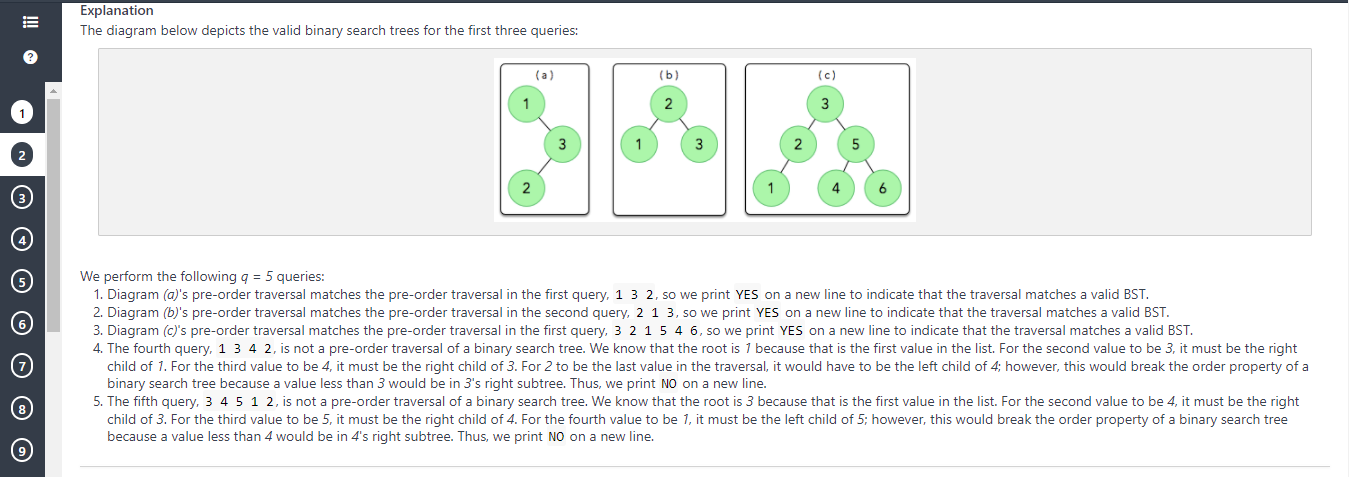 Explanation
The diagram below depicts the valid binary search trees for the first three queries:
?
1
2
3
4
5
6
7
8
9
(a)
1
3
2
(b)
2
1
3
(c)
3
2
5
1
4
6
We perform the following q = 5 queries:
1. Diagram (a)'s pre-order traversal matches the pre-order traversal in the first query, 1 3 2, so we print YES on a new line to indicate that the traversal matches a valid BST.
2. Diagram (b)'s pre-order traversal matches the pre-order traversal in the second query, 2 1 3, so we print YES on a new line to indicate that the traversal matches a valid BST.
3. Diagram (c)'s pre-order traversal matches the pre-order traversal in the first query, 3 2 1 5 4 6, so we print YES on a new line to indicate that the traversal matches a valid BST.
4. The fourth query, 1 3 4 2, is not a pre-order traversal of a binary search tree. We know that the root is 1 because that is the first value in the list. For the second value to be 3, it must be the right
child of 1. For the third value to be 4, it must be the right child of 3. For 2 to be the last value in the traversal, it would have to be the left child of 4; however, this would break the order property of a
binary search tree because a value less than 3 would be in 3's right subtree. Thus, we print NO on a new line.
5. The fifth query, 3 4 5 1 2, is not a pre-order traversal of a binary search tree. We know that the root is 3 because that is the first value in the list. For the second value to be 4, it must be the right
child of 3. For the third value to be 5, it must be the right child of 4. For the fourth value to be 1, it must be the left child of 5; however, this would break the order property of a binary search tree
because a value less than 4 would be in 4's right subtree. Thus, we print NO on a new line.